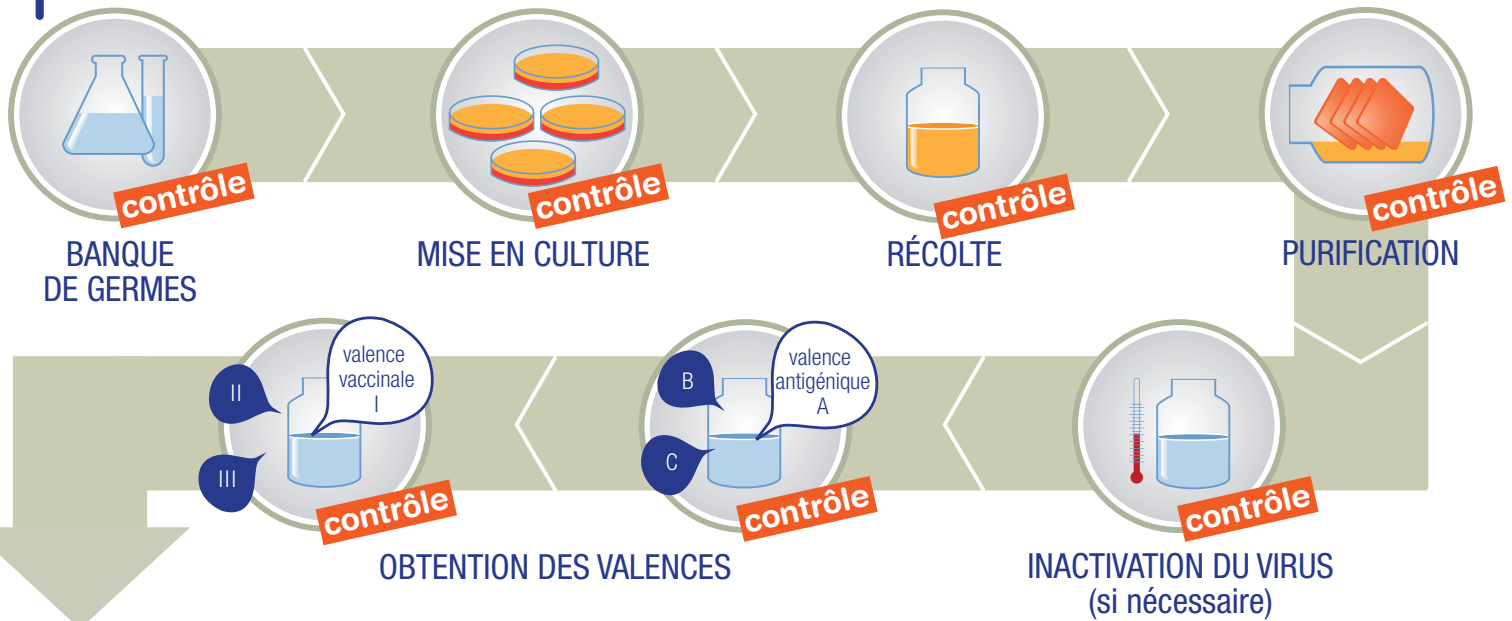 contrôle
BANQUE
DE GERMES
contrôle
MISE EN CULTURE
contrôle
RÉCOLTE
contrôle
PURIFICATION
valence
vaccinale
I
II
III
contrôle
valence
antigénique
A
B
C
contrôle
OBTENTION DES VALENCES
contrôle
INACTIVATION DU VIRUS
(si nécessaire)